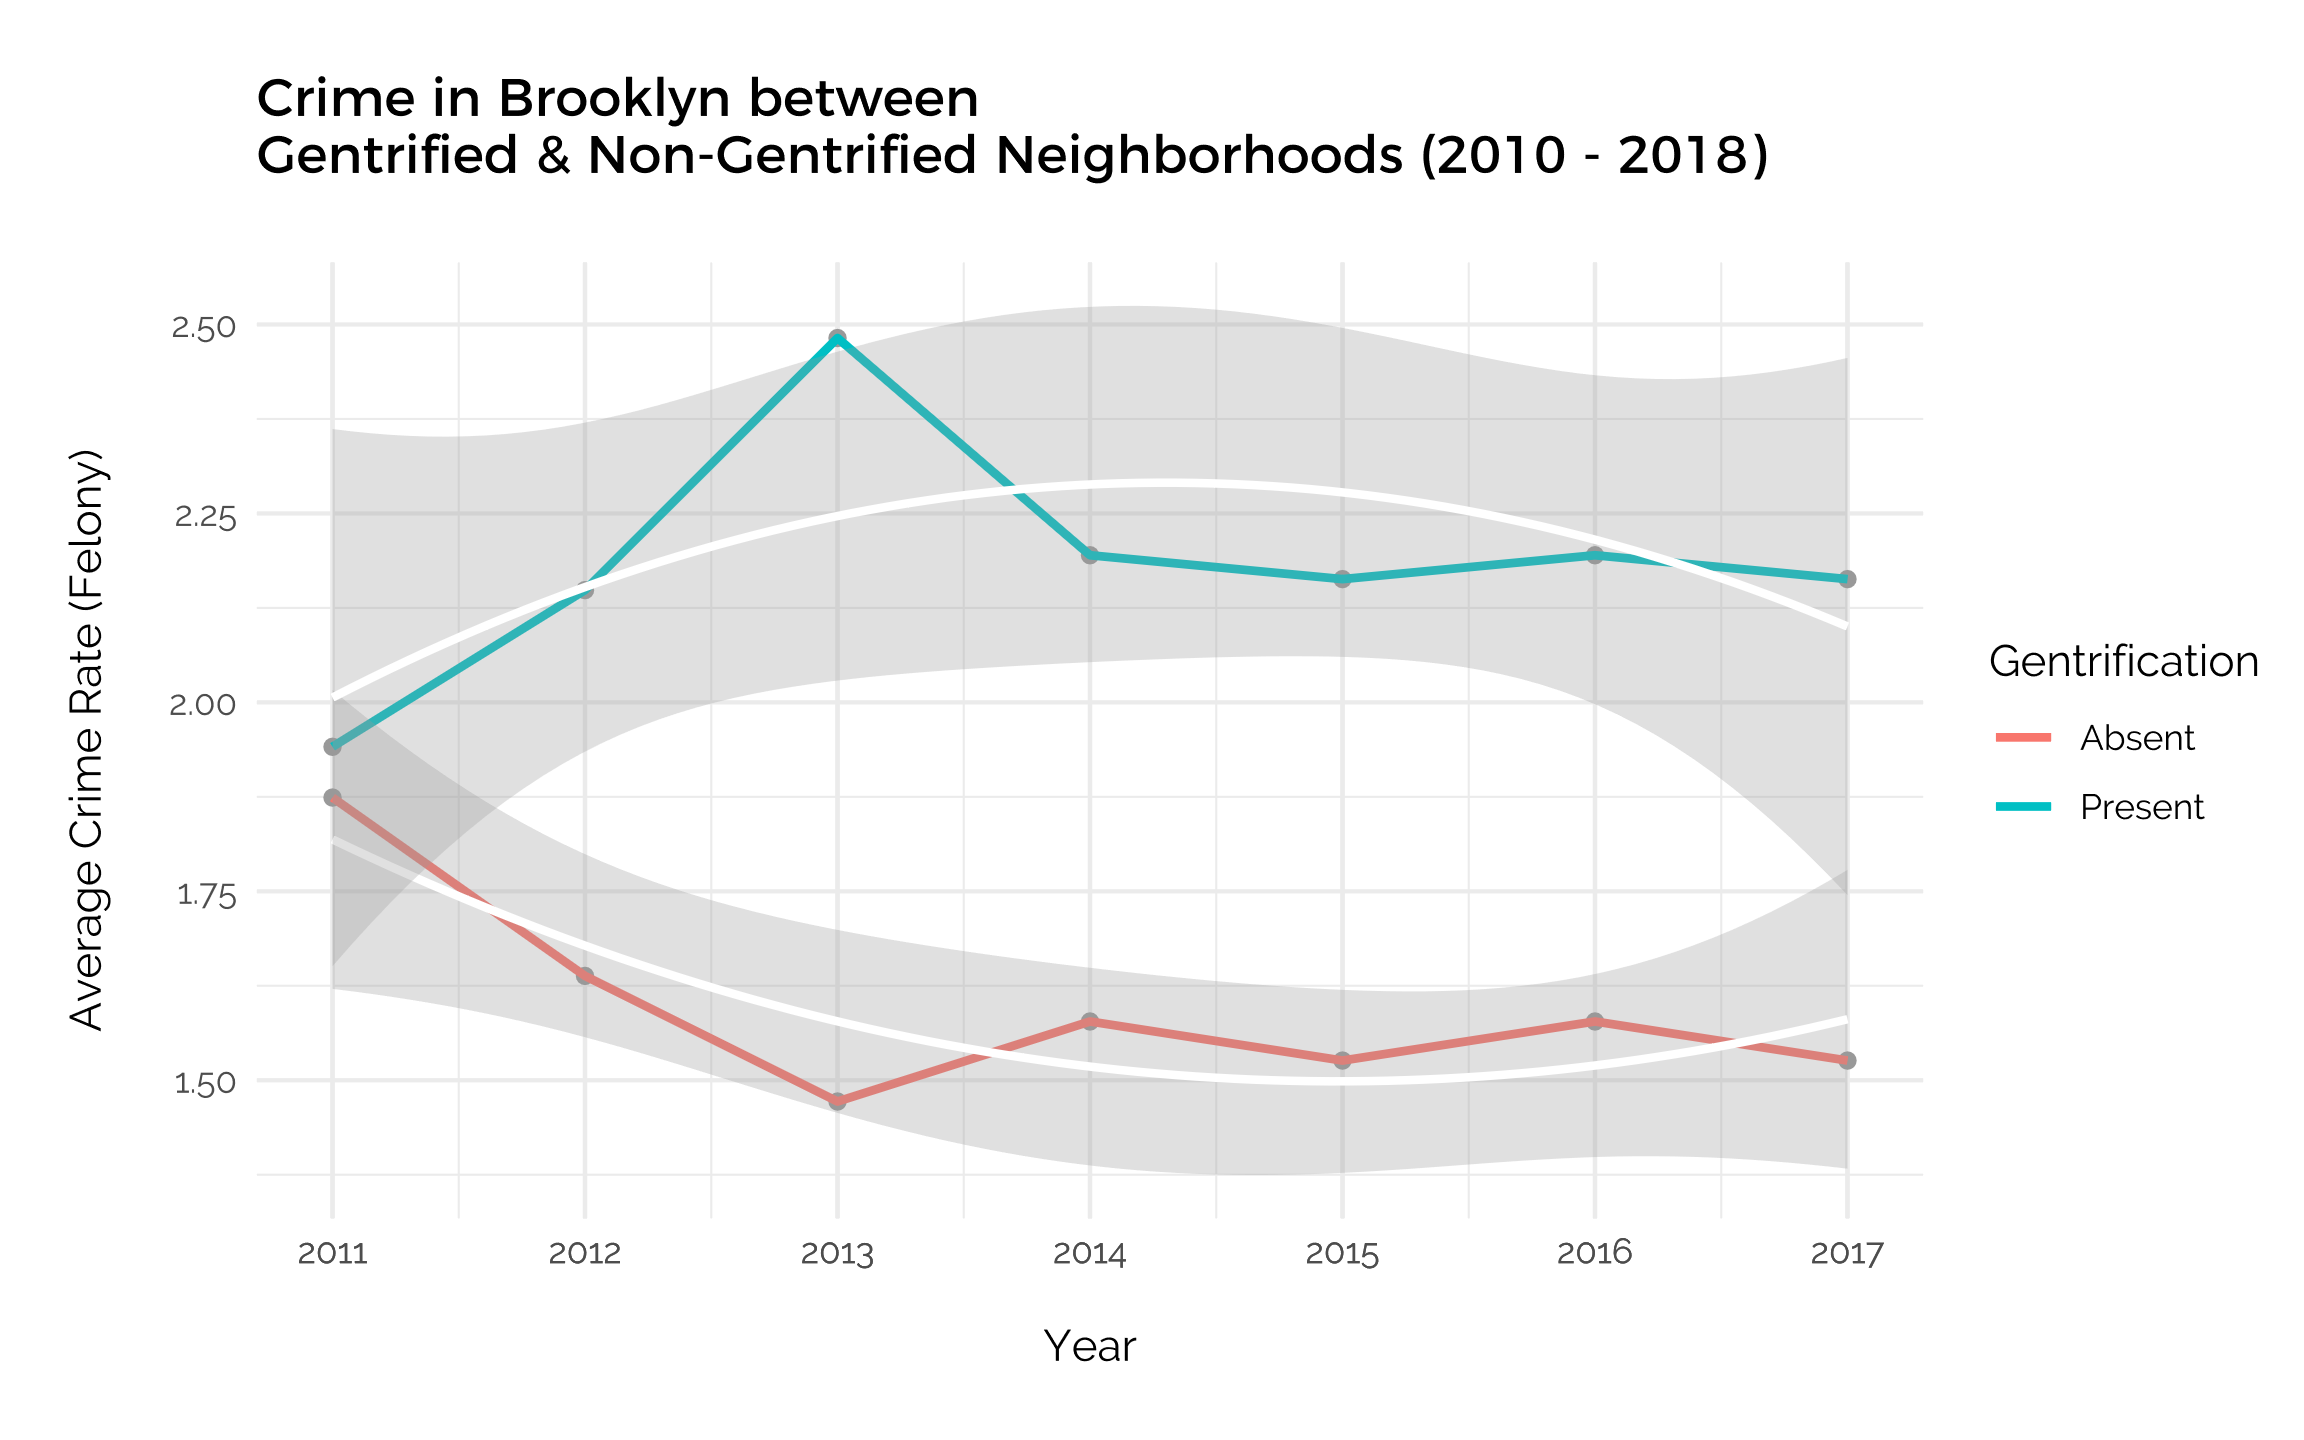 Crime in Brooklyn between
Gentrified & Non-Gentrified Neighborhoods (2010 - 2018)
Average Crime Rate (Felony)
2.50
2.25
2.00
1.75
1.50
2011 2012 2013 2014 2015 2016 2017
Year
Gentrification
Absent
Present